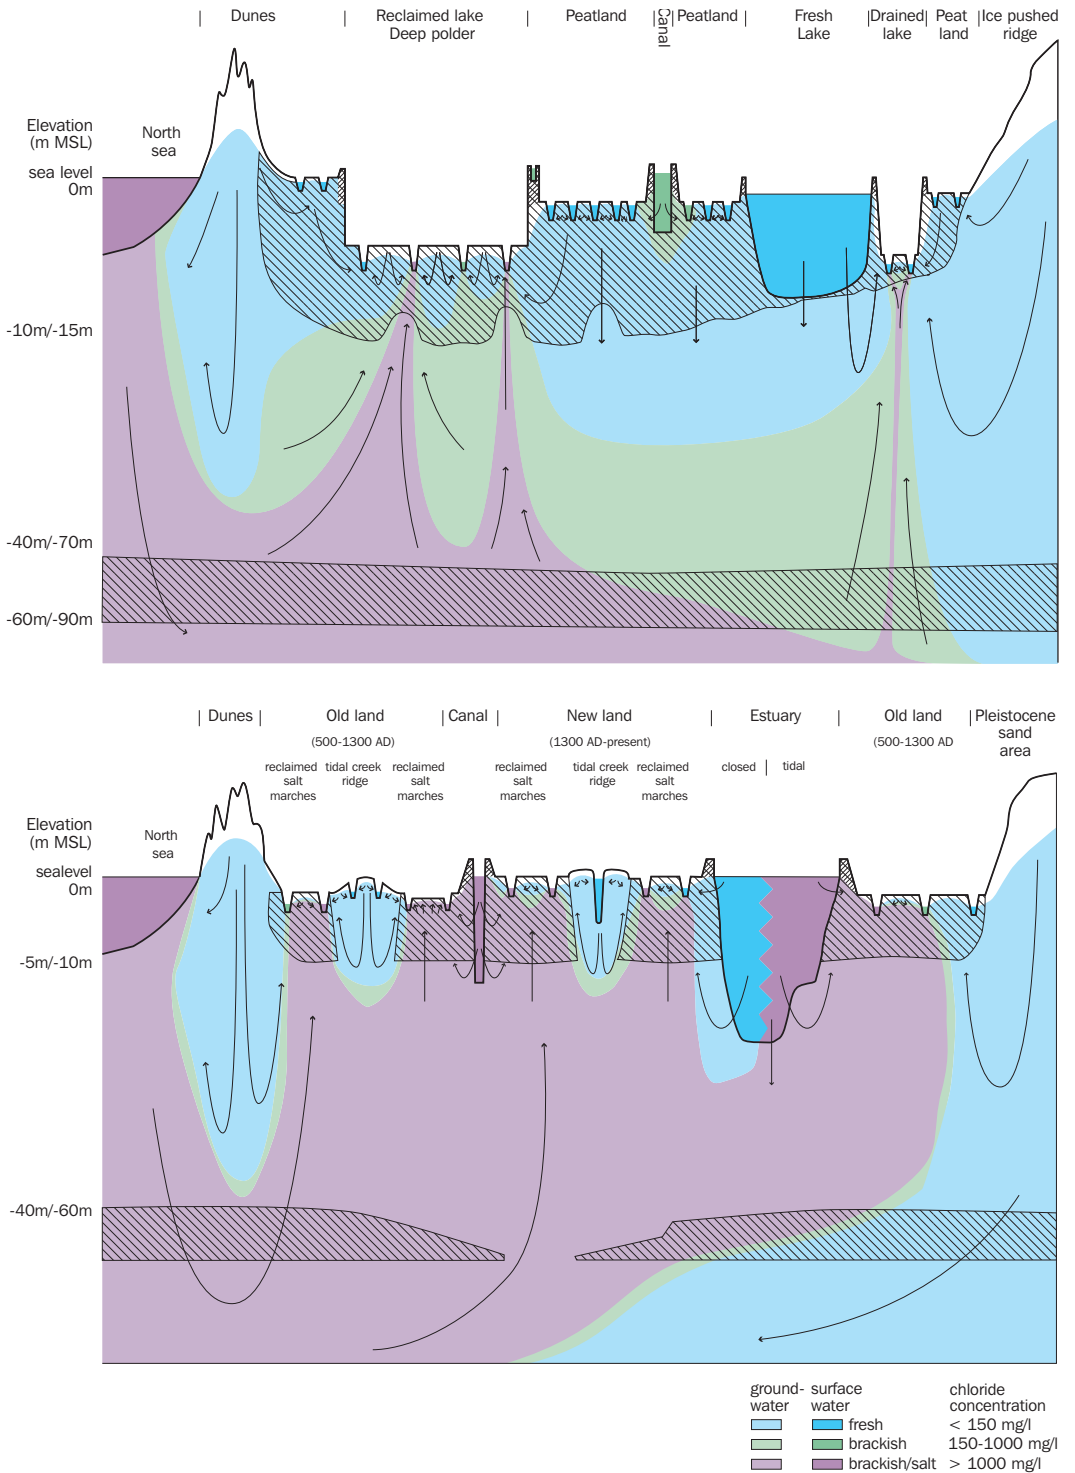 Dunes
Reclaimed lake
Deep polder
Peatland
Canal
Peatland
Fresh
Lake
Drained
lake
Peat
land
Ice pushed
ridge
Elevation
(m MSL)
North
sea
sea level
0m
-10m/-15m
-40m/-70m
-60m/-90m
Dunes
Old land
(500-1300 AD)
Canal
New land
(1300 AD-present)
Estuary
Old land
(500-1300 AD
Pleistocene
sand
area
reclaimed
salt
marches
tidal creek
ridge
reclaimed
salt
marches
reclaimed
salt
marches
tidal creek
ridge
reclaimed
salt
marches
closed
tidal
Elevation
(m MSL)
North
sea
sealevel
0m
-5m/-10m
-40m/-60m
ground-
water
surface
water
chloride
concentration
fresh
< 150 mg/l
brackish
150-1000 mg/l
brackish/salt
> 1000 mg/l